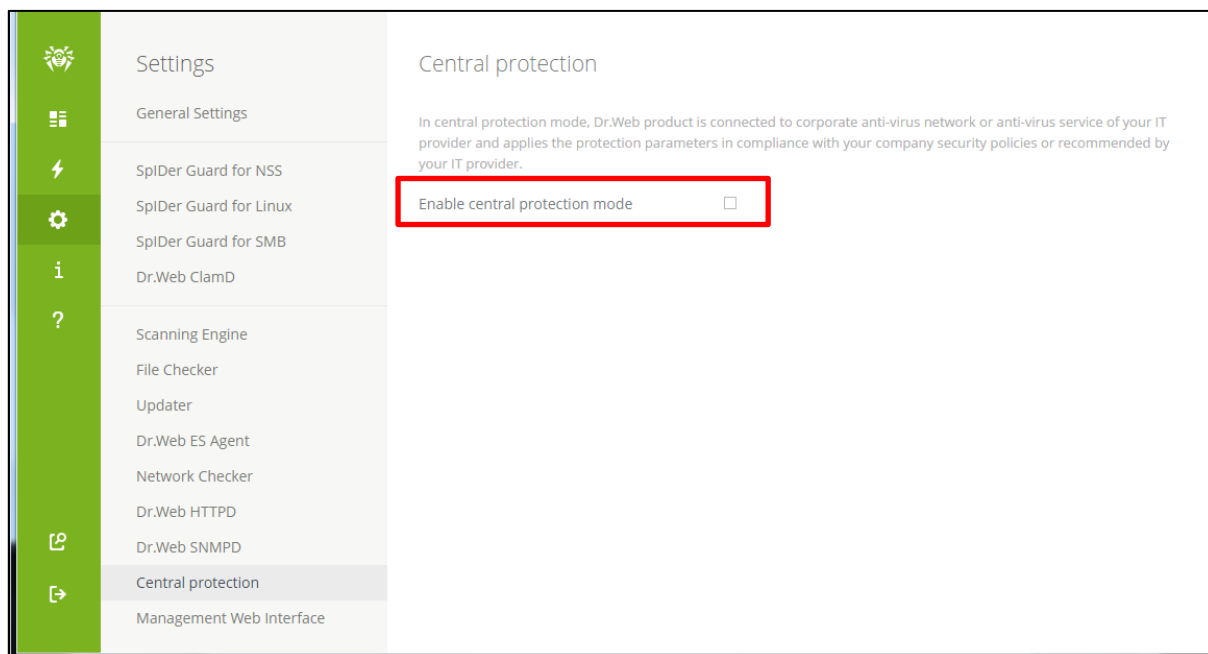 Settings
General Settings
SpIDer Guard for NSS
SpIDer Guard for Linux
SpIDer Guard for SMB
Dr.Web ClamD
Scanning Engine
File Checker
Updater
Dr.Web ES Agent
Network Checker
Dr.Web HTTPD
Dr.Web SNMPD
Central protection
Management Web Interface
Central protection
In central protection mode, Dr.Web product is connected to corporate anti-virus network or anti-virus service of your IT
provider and applies the protection parameters in compliance with your company security policies or recommended by
your IT provider.
Enable central protection mode